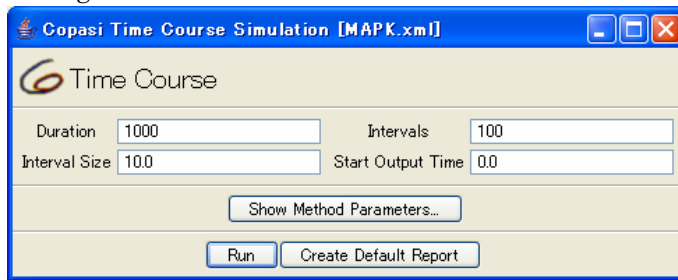 Copasi Time Course Simulation [MAPK.xml]
Time Course
Duration 1000 Intervals 100
Interval Size 10.0 Start Output Time 0.0
Show Method Parameters...
Run Create Default Report